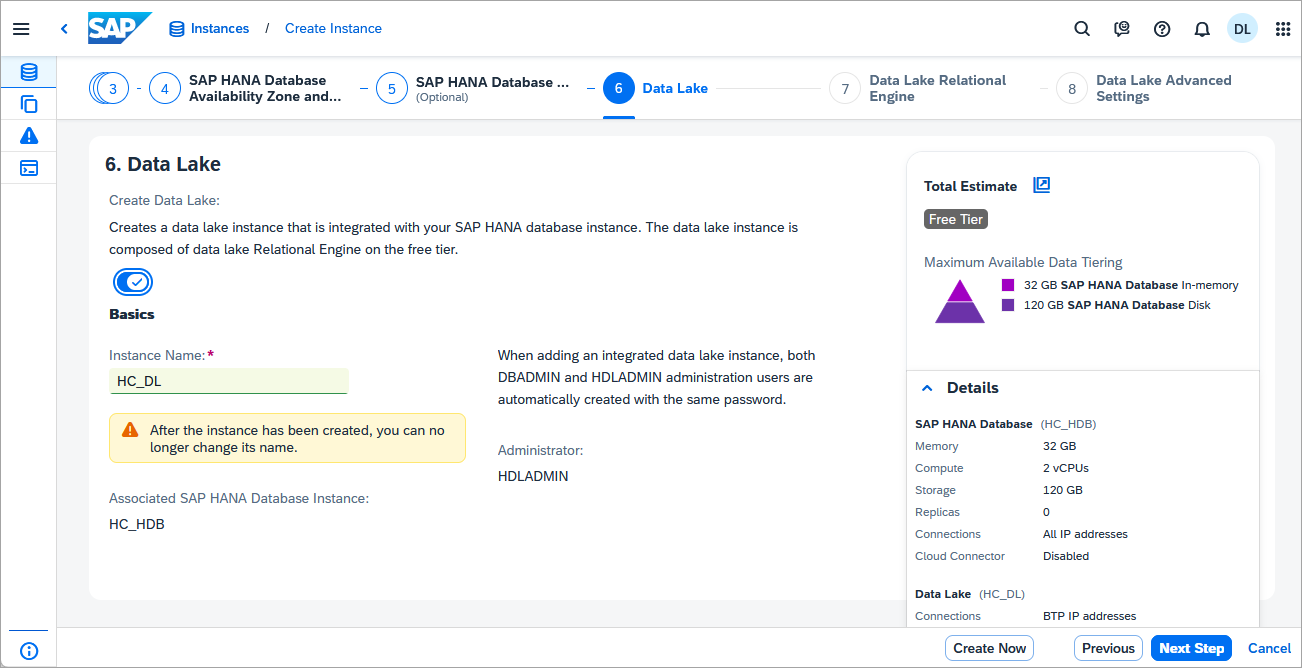 SAP
Instances / Create Instance
DL
3 - 4 SAP HANA Database
Availability Zone and...
5 SAP HANA Database ...
(Optional)
6 Data Lake
7 Data Lake Relational
Engine
8 Data Lake Advanced
Settings
6. Data Lake
Create Data Lake:
Creates a data lake instance that is integrated with your SAP HANA database instance. The data lake instance is
composed of data lake Relational Engine on the free tier.
Basics
Instance Name:*
HC_DL
After the instance has been created, you can no
longer change its name.
Associated SAP HANA Database Instance:
HC_HDB
When adding an integrated data lake instance, both
DBADMIN and HDLADMIN administration users are
automatically created with the same password.
Administrator:
HDLADMIN
Total Estimate
Free Tier
Maximum Available Data Tiering
32 GB SAP HANA Database In-memory
120 GB SAP HANA Database Disk
Details
SAP HANA Database (HC_HDB)
Memory 32 GB
Compute 2 vCPUs
Storage 120 GB
Replicas 0
Connections All IP addresses
Cloud Connector Disabled
Data Lake (HC_DL)
Connections BTP IP addresses
Create Now Previous Next Step Cancel